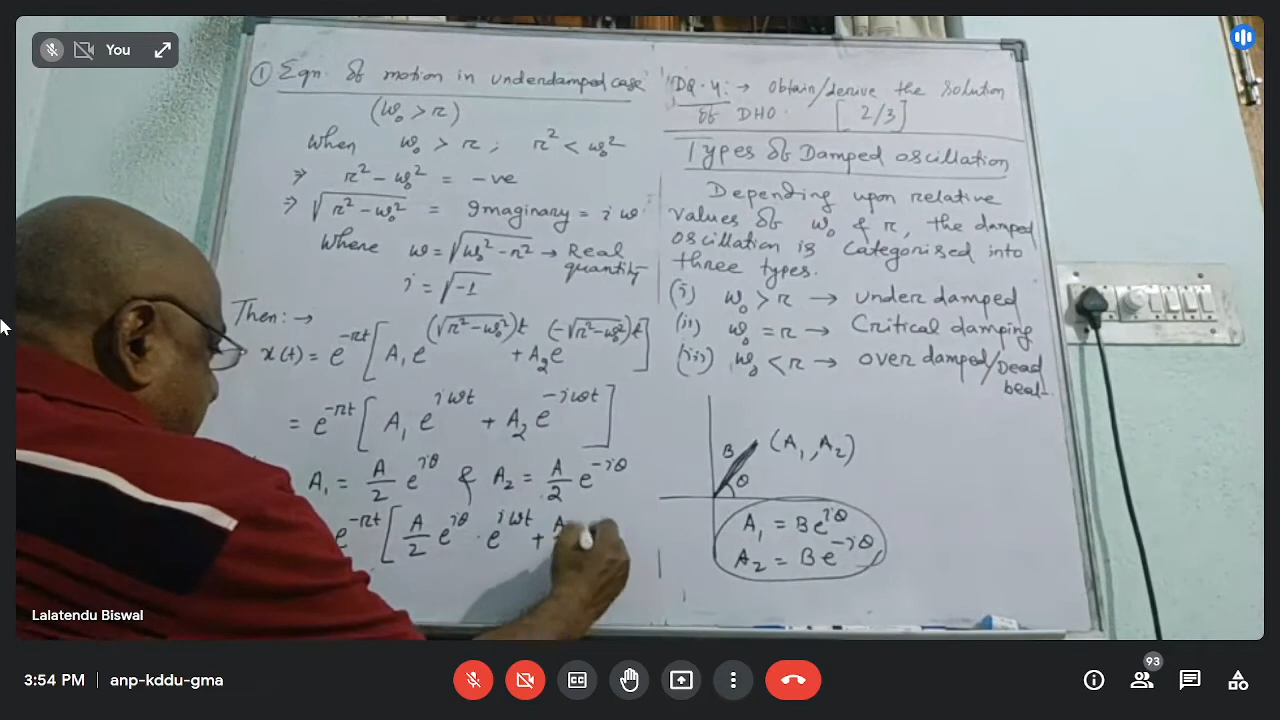 You
① Eqn. of motion in underdamped case
(ω₀ > r)
When ω₀ > r ; r² < ω₀²
⇒ r² - ω₀² = -ve
⇒ √(r² - ω₀²) = Imaginary = i ω
Where ω = √(ω₀² - r²) → Real quantity
i = √-1
Then: →
x(t) = e^(-rt) [ A₁ e^((√(r² - ω₀²))t) + A₂ e^((-√(r² - ω₀²))t) ]
= e^(-rt) [ A₁ e^(iωt) + A₂ e^(-iωt) ]
A₁ = A/2 e^(iθ) & A₂ = A/2 e^(-iθ)
e^(-rt) [ A/2 e^(iθ) . e^(iωt) + A
DQ.4: → Obtain/derive the Solution
of DHO. [2/3]
Types of Damped oscillation
Depending upon relative
values of ω₀ & r, the damped
oscillation is categorised into
three types.
(i) ω₀ > r → under damped
(ii) ω₀ = r → Critical damping
(iii) ω₀ < r → over damped/Dead
beat
B (A₁, A₂)
θ
A₁ = B e^(iθ)
A₂ = B e^(-iθ)
Lalatendu Biswal
3:54 PM | anp-kddu-gma
93